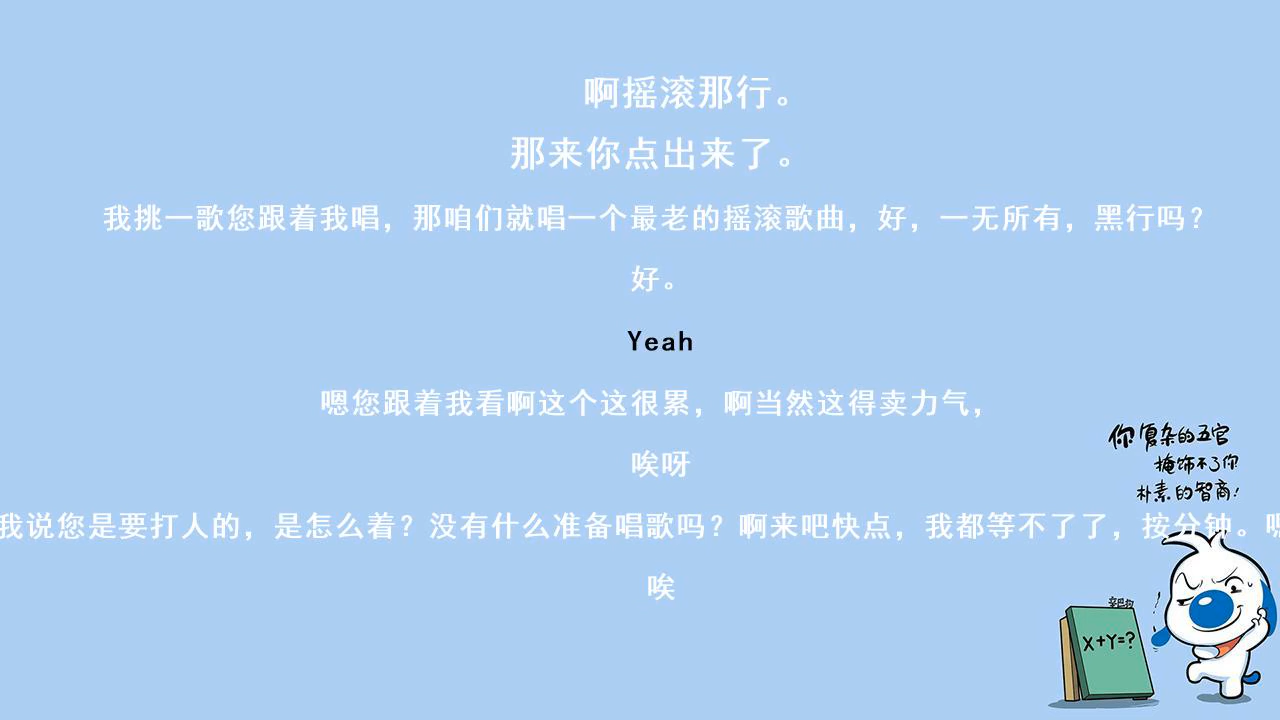 啊摇滚那行。
那来你点出来了。
我挑一歌您跟着我唱，那咱们就唱一个最老的摇滚歌曲，好，一无所有，黑行吗？
好。
Yeah
嗯您跟着我看啊这个这很累，啊当然这得卖力气，
唉呀
我说您是要打人的，是怎么着？没有什么准备唱歌吗？啊来吧快点，我都等不了了，按分钟。嗯
唉
你复杂的五官
掩饰不了你
朴素的智商！
X+Y=?